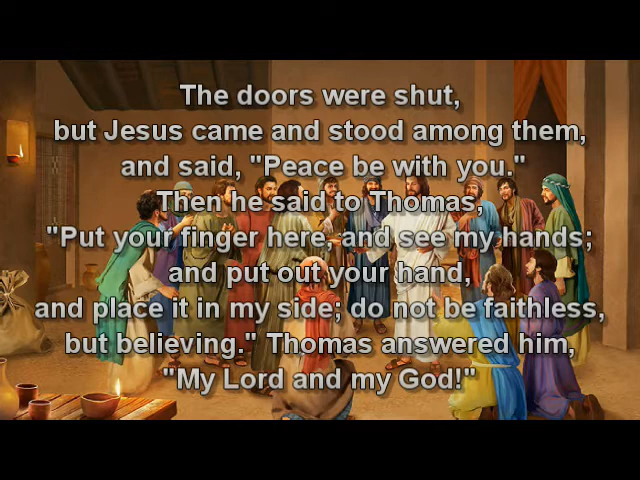 The doors were shut,
but Jesus came and stood among them,
and said, "Peace be with you."
Then he said to Thomas,
"Put your finger here, and see my hands;
and put out your hand,
and place it in my side; do not be faithless,
but believing." Thomas answered him,
"My Lord and my God!"